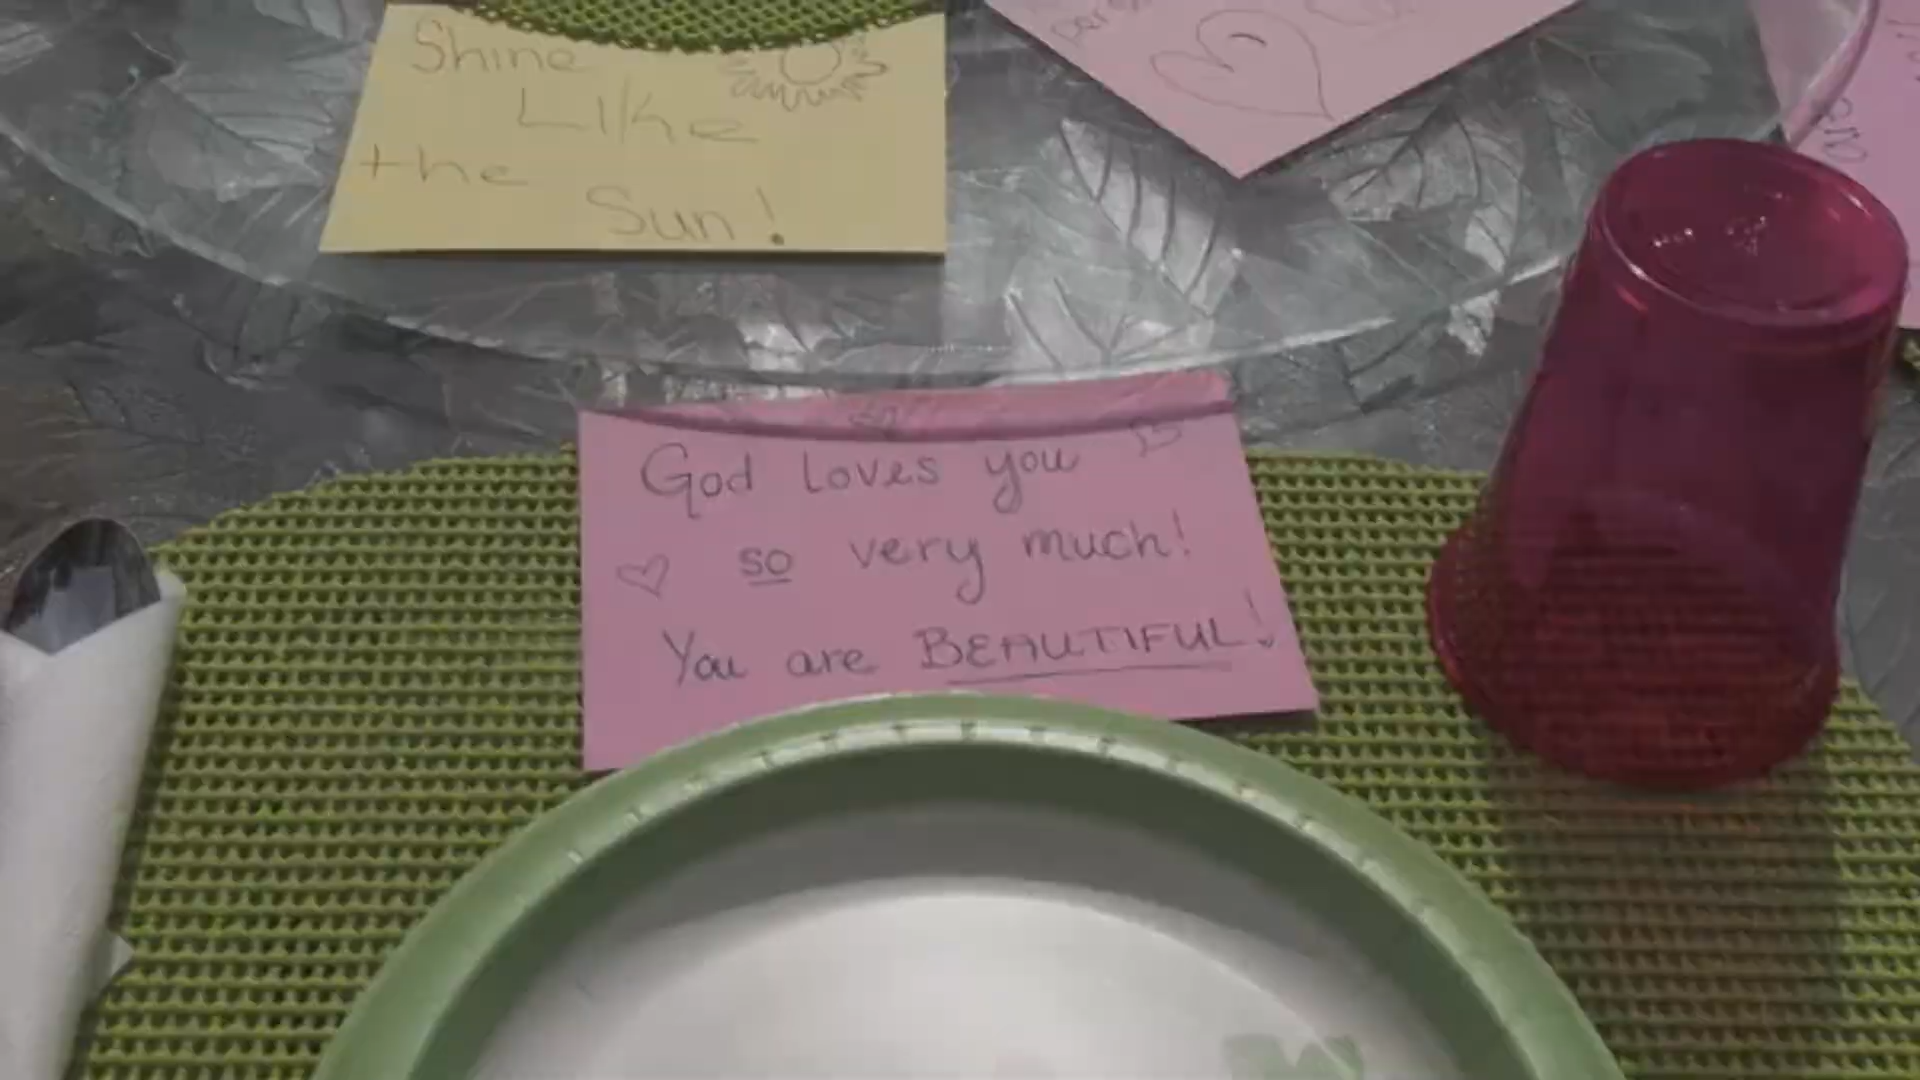 Shine
Like
the
Sun!
God loves you
so very much!
You are BEAUTIFUL!